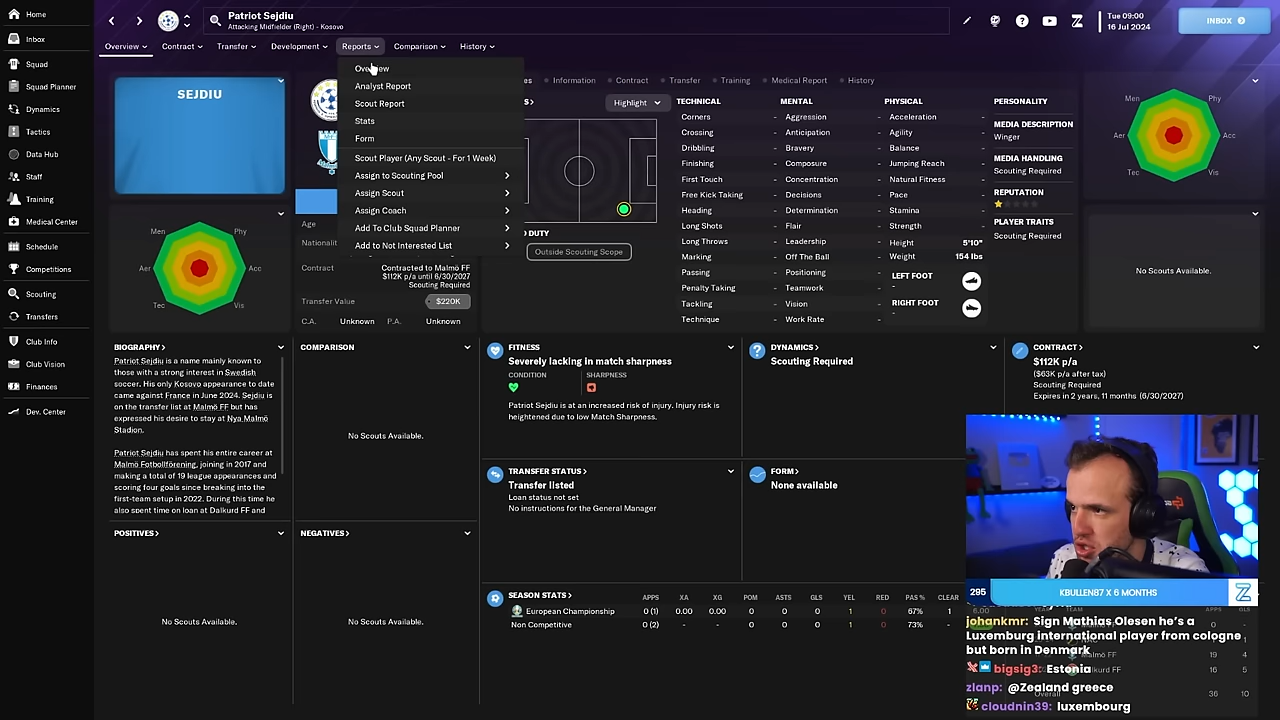 Home
Inbox
Squad
Squad Planner
Dynamics
Tactics
Data Hub
Staff
Training
Medical Center
Schedule
Competitions
Scouting
Transfers
Club Info
Club Vision
Finances
Dev. Center
Patriot Sejdiu
Attacking Midfielder (Right) - Kosovo
Tue 09:00
16 Jul 2024
INBOX
Overview
Contract
Transfer
Development
Reports
Comparison
History
Overview
Analyst Report
Scout Report
Stats
Form
Scout Player (Any Scout - For 1 Week)
Assign to Scouting Pool
Assign Scout
Assign Coach
Add To Club Squad Planner
Add to Not Interested List
Information
Contract
Transfer
Training
Medical Report
History
SEJDIU
Men
Phy
Aer
Acc
Tec
Vis
Age
Contract
Contracted to Malmö FF
$112K p/a until 6/30/2027
Scouting Required
Transfer Value
$220K
C.A.
Unknown
P.A.
Unknown
Highlight
DUTY
Outside Scouting Scope
TECHNICAL
Corners -
Crossing -
Dribbling -
Finishing -
First Touch -
Free Kick Taking -
Heading -
Long Shots -
Long Throws -
Marking -
Passing -
Penalty Taking -
Tackling -
Technique -
MENTAL
Aggression -
Anticipation -
Bravery -
Composure -
Concentration -
Decisions -
Determination -
Flair -
Leadership -
Off The Ball -
Positioning -
Teamwork -
Vision -
Work Rate -
PHYSICAL
Acceleration -
Agility -
Balance -
Jumping Reach -
Natural Fitness -
Pace -
Stamina -
Strength -
Height 5'10"
Weight 154 lbs
LEFT FOOT
-
RIGHT FOOT
-
PERSONALITY
MEDIA DESCRIPTION
Winger
MEDIA HANDLING
Scouting Required
REPUTATION
PLAYER TRAITS
Scouting Required
Men
Phy
Aer
Acc
Tec
Vis
No Scouts Available.
BIOGRAPHY
Patriot Sejdiu is a name mainly known to
those with a strong interest in Swedish
soccer. His only Kosovo appearance to date
came against France in June 2024. Sejdiu is
on the transfer list at Malmö FF but has
expressed his desire to stay at Nya Malmö
Stadion.
Patriot Sejdiu has spent his entire career at
Malmö Fotbollförening, joining in 2017 and
making a total of 19 league appearances and
scoring four goals since breaking into the
first-team setup in 2022. During this time he
also spent time on loan at Dalkurd FF and
COMPARISON
No Scouts Available.
POSITIVES
No Scouts Available.
NEGATIVES
No Scouts Available.
FITNESS
Severely lacking in match sharpness
CONDITION
SHARPNESS
Patriot Sejdiu is at an increased risk of injury. Injury risk is
heightened due to low Match Sharpness.
DYNAMICS
Scouting Required
CONTRACT
$112K p/a
($63K p/a after tax)
Scouting Required
Expires in 2 years, 11 months (6/30/2027)
TRANSFER STATUS
Transfer listed
Loan status not set
No instructions for the General Manager
FORM
None available
SEASON STATS
APPS XA XG POM ASTS GLS YEL RED PAS % CLEAR
European Championship 0 (1) 0.00 0.00 0 0 0 1 0 67% 1
Non Competitive 0 (2) - - 0 0 0 1 0 73% -
295
KBULLEN87 X 6 MONTHS
johankmr: Sign Mathias Olesen he's a
Luxemburg international player from cologne
but born in Denmark
bigsig3: Estonia
zlanp: @Zealand greece
cloudnin39: luxembourg
Malmö FF 19 4
Dalkurd FF 16 5
Overall 36 10